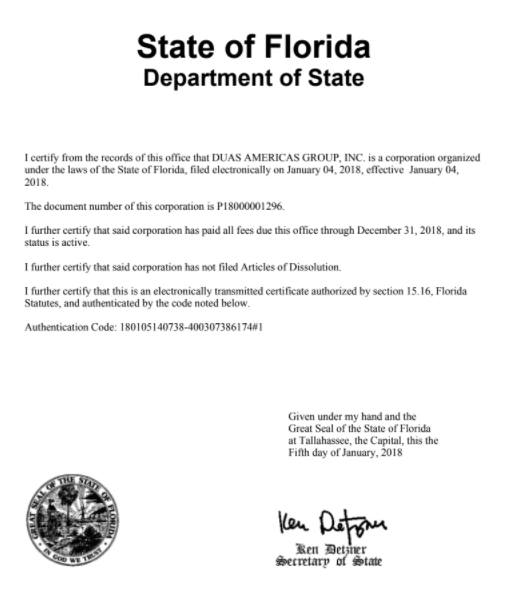 State of Florida
Department of State
I certify from the records of this office that DUAS AMERICAS GROUP, INC. is a corporation organized
under the laws of the State of Florida, filed electronically on January 04, 2018, effective January 04,
2018.
The document number of this corporation is P18000001296.
I further certify that said corporation has paid all fees due this office through December 31, 2018, and its
status is active.
I further certify that said corporation has not filed Articles of Dissolution.
I further certify that this is an electronically transmitted certificate authorized by section 15.16, Florida
Statutes, and authenticated by the code noted below.
Authentication Code: 180105140738-400307386174#1
Given under my hand and the
Great Seal of the State of Florida
at Tallahassee, the Capital, this the
Fifth day of January, 2018
GREAT SEAL OF THE STATE OF FLORIDA
IN GOD WE TRUST
Ken Detzner
Ken Detzner
Secretary of State